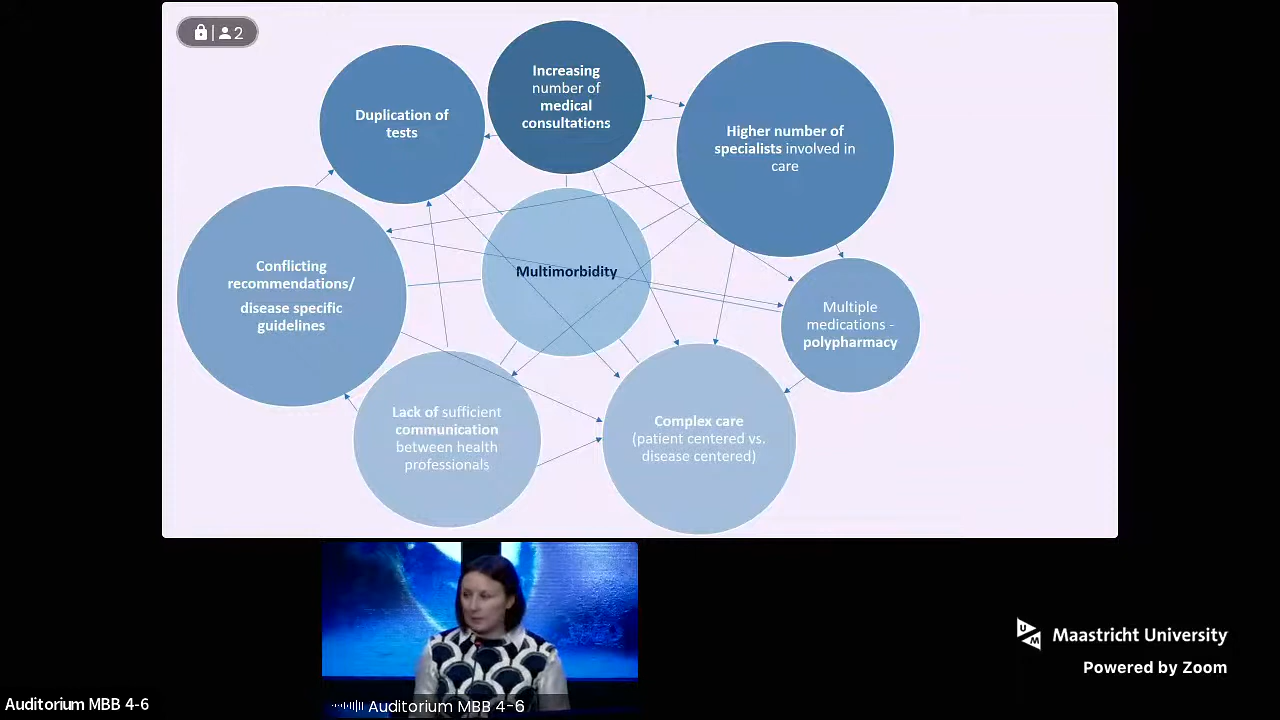 2
Duplication of
tests
Increasing
number of
medical
consultations
Higher number of
specialists involved in
care
Conflicting
recommendations/
disease specific
guidelines
Multimorbidity
Multiple
medications -
polypharmacy
Lack of sufficient
communication
between health
professionals
Complex care
(patient centered vs.
disease centered)
UM
Maastricht University
Powered by Zoom
Auditorium MBB 4-6
Auditorium MBB 4-6